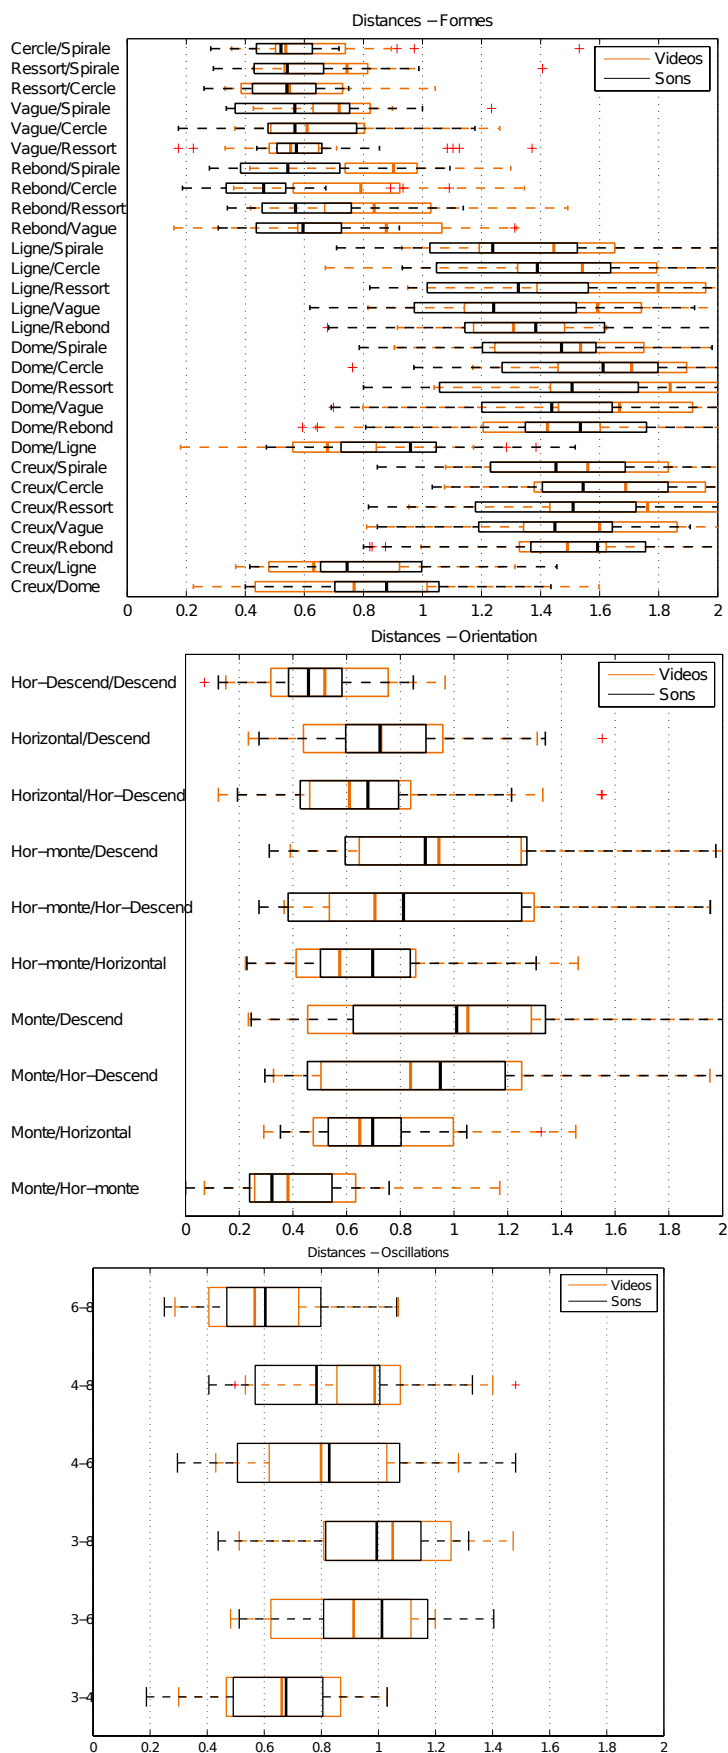 Distances – Formes
Videos
Sons
Cercle/Spirale
Ressort/Spirale
Ressort/Cercle
Vague/Spirale
Vague/Cercle
Vague/Ressort
Rebond/Spirale
Rebond/Cercle
Rebond/Ressort
Rebond/Vague
Ligne/Spirale
Ligne/Cercle
Ligne/Ressort
Ligne/Vague
Ligne/Rebond
Dome/Spirale
Dome/Cercle
Dome/Ressort
Dome/Vague
Dome/Rebond
Dome/Ligne
Creux/Spirale
Creux/Cercle
Creux/Ressort
Creux/Vague
Creux/Rebond
Creux/Ligne
Creux/Dome
0 0.2 0.4 0.6 0.8 1 1.2 1.4 1.6 1.8 2
Distances – Orientation
Videos
Sons
Hor–Descend/Descend
Horizontal/Descend
Horizontal/Hor–Descend
Hor–monte/Descend
Hor–monte/Hor–Descend
Hor–monte/Horizontal
Monte/Descend
Monte/Hor–Descend
Monte/Horizontal
Monte/Hor–monte
0 0.2 0.4 0.6 0.8 1 1.2 1.4 1.6 1.8 2
Distances – Oscillations
Videos
Sons
6–8
4–8
4–6
3–8
3–6
3–4
0 0.2 0.4 0.6 0.8 1 1.2 1.4 1.6 1.8 2